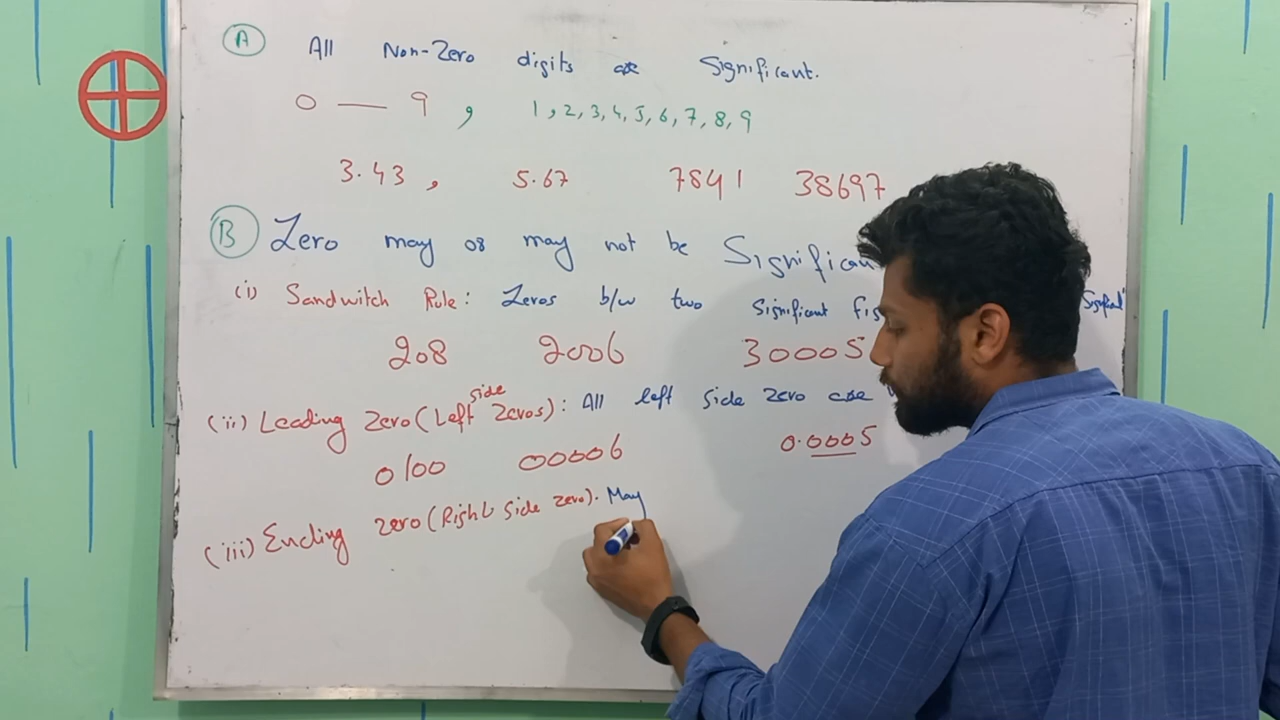 A All Non-Zero digits are Significant.
0 — 9 , 1,2,3,4,5,6,7,8,9
3.43 , 5.67 7841 38697
B Zero may or may not be Significan
(i) Sandwitch Rule: Zeros b/w two Significant fig
208 2006 30005
(ii) Leading Zero (Left side Zeros): All left side zero are
0100 00006 0.0005
(iii) Ending zero (Right side zero). May